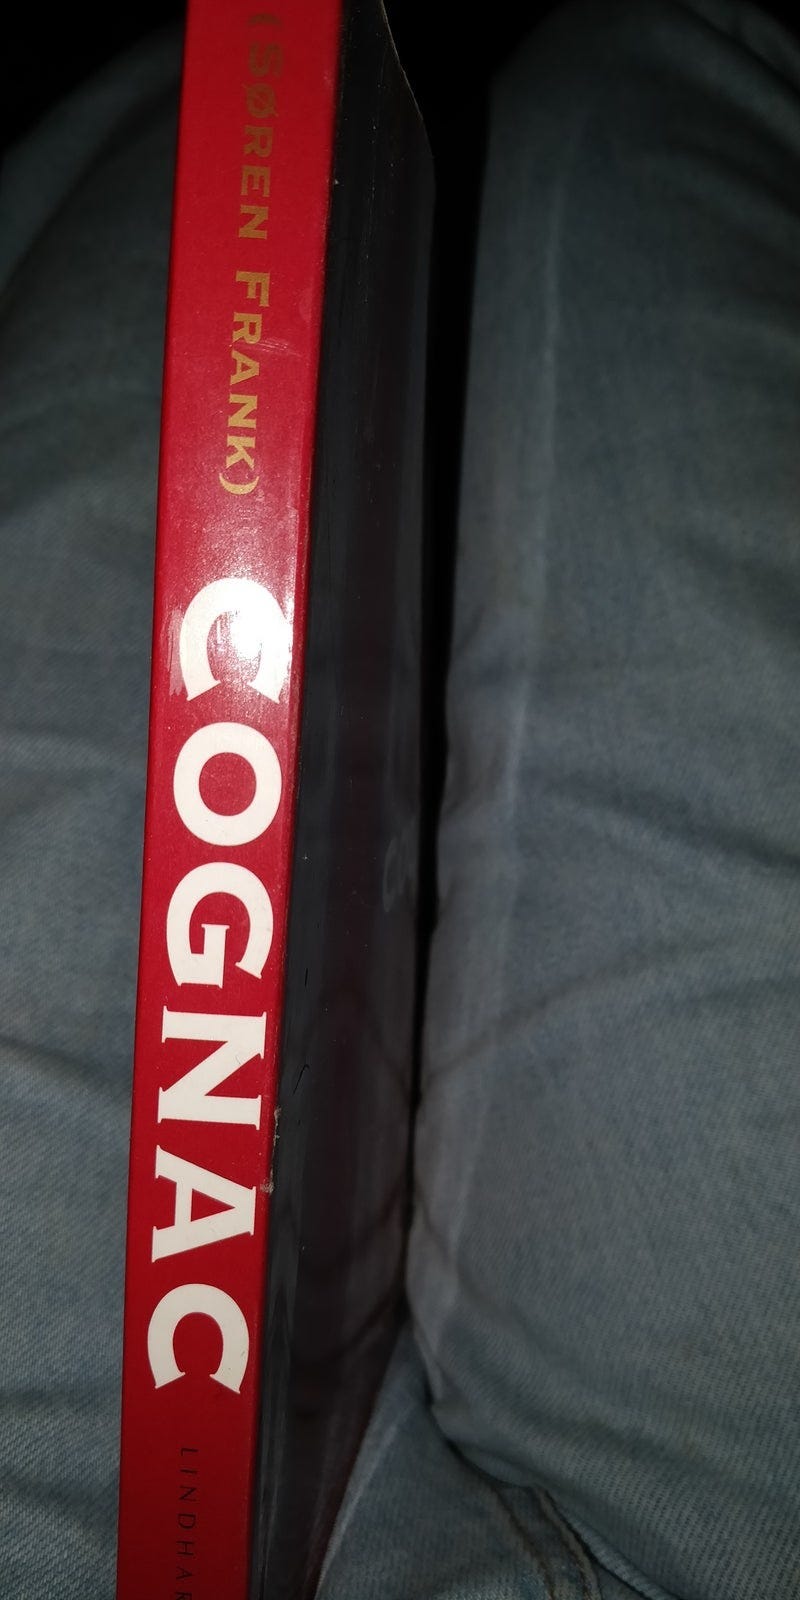 (SØREN FRANK)
COGNAC
LINDHAR